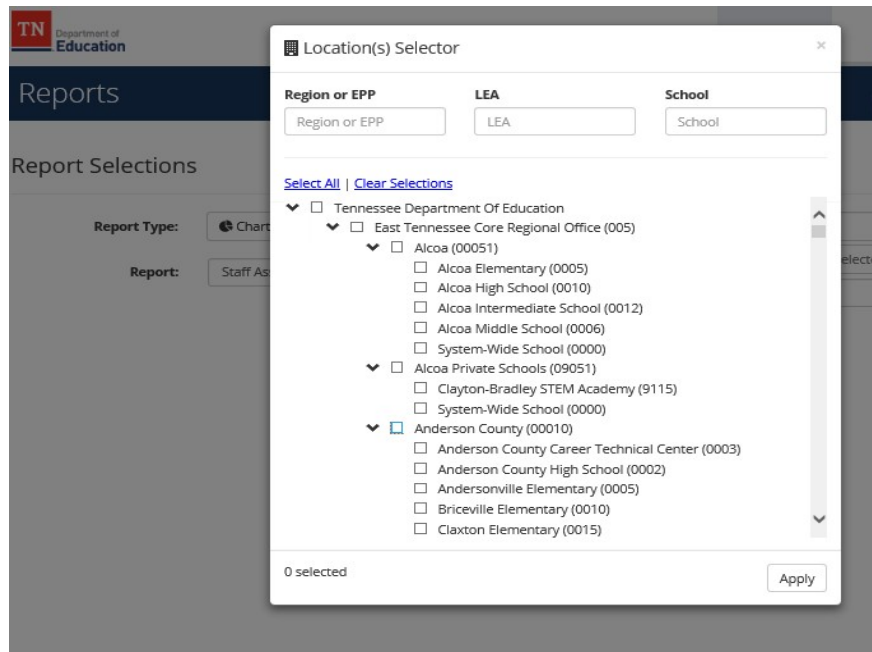 TN
Department of
Education
Reports
Report Selections
Report Type:
Chart
Report:
Staff As
Location(s) Selector
×
Region or EPP LEA School
Region or EPP LEA School
Select All | Clear Selections
Tennessee Department Of Education
East Tennessee Core Regional Office (005)
Alcoa (00051)
Alcoa Elementary (0005)
Alcoa High School (0010)
Alcoa Intermediate School (0012)
Alcoa Middle School (0006)
System-Wide School (0000)
Alcoa Private Schools (09051)
Clayton-Bradley STEM Academy (9115)
System-Wide School (0000)
Anderson County (00010)
Anderson County Career Technical Center (0003)
Anderson County High School (0002)
Andersonville Elementary (0005)
Briceville Elementary (0010)
Claxton Elementary (0015)
0 selected
Apply